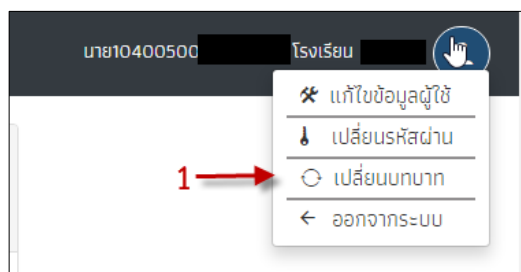 นาย10400500 โรงเรียน
แก้ไขข้อมูลผู้ใช้
เปลี่ยนรหัสผ่าน
1 เปลี่ยนบทบาท
ออกจากระบบ